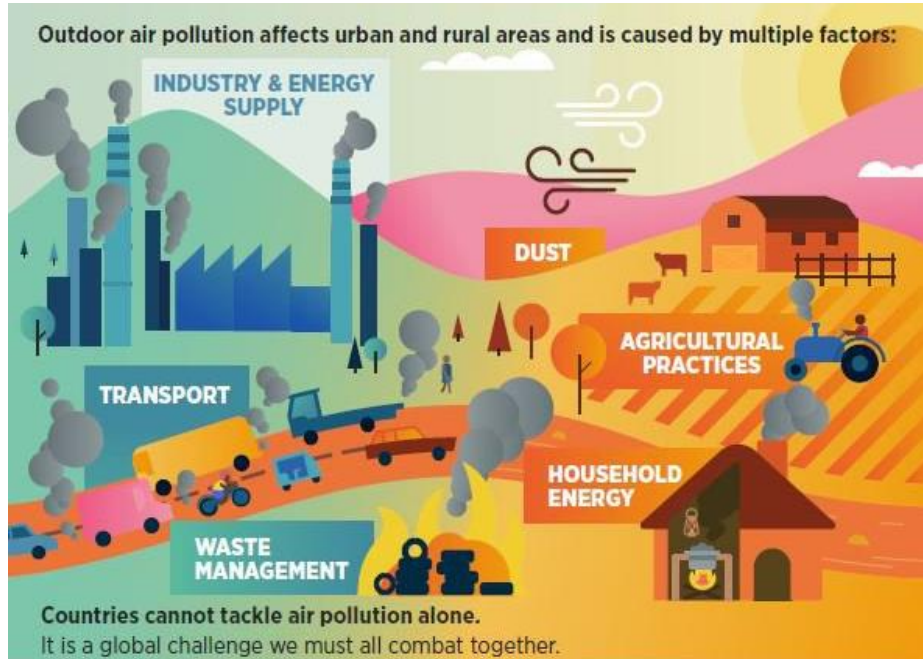 Outdoor air pollution affects urban and rural areas and is caused by multiple factors:
INDUSTRY & ENERGY
SUPPLY
DUST
AGRICULTURAL
PRACTICES
TRANSPORT
HOUSEHOLD
ENERGY
WASTE
MANAGEMENT
Countries cannot tackle air pollution alone.
It is a global challenge we must all combat together.